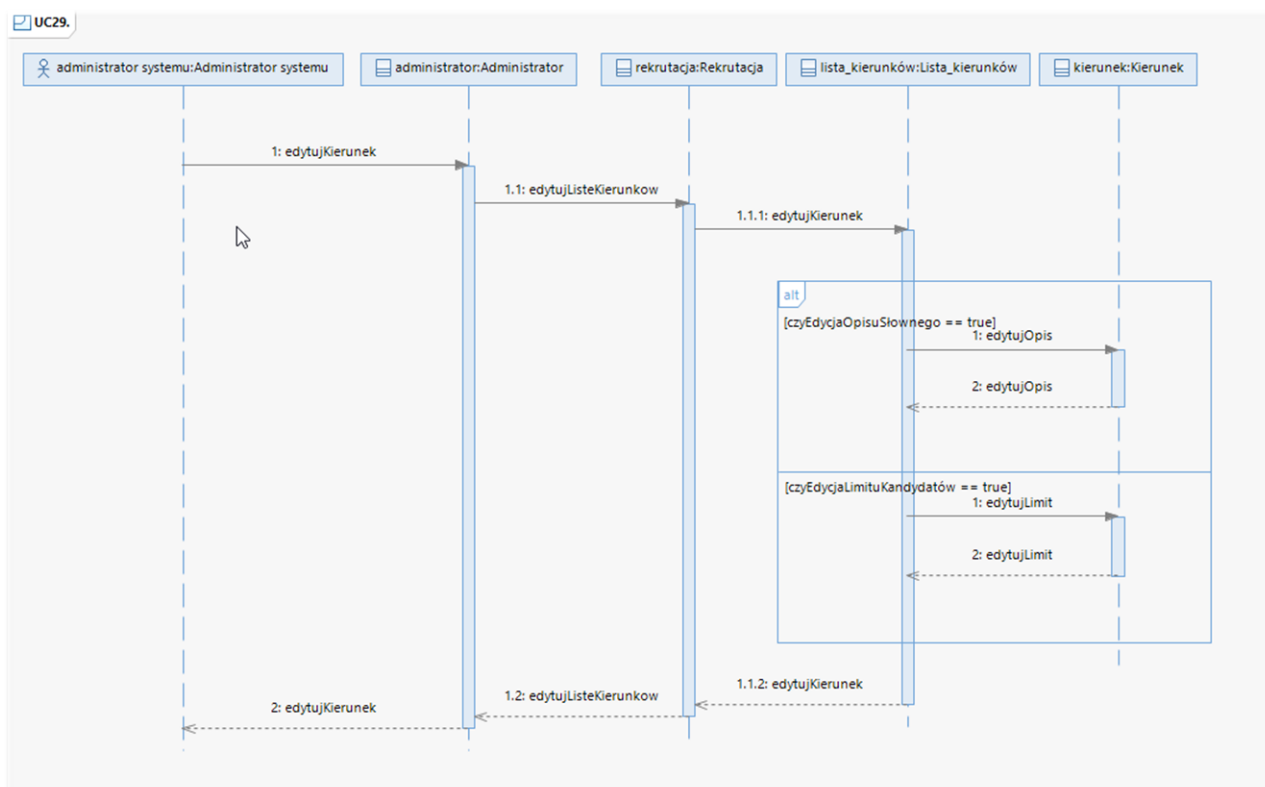 UC29.
administrator systemu:Administrator systemu
administrator:Administrator
rekrutacja:Rekrutacja
lista_kierunków:Lista_kierunków
kierunek:Kierunek
1: edytujKierunek
1.1: edytujListeKierunkow
1.1.1: edytujKierunek
alt
[czyEdycjaOpisuSłownego == true]
1: edytujOpis
2: edytujOpis
[czyEdycjaLimituKandydatów == true]
1: edytujLimit
2: edytujLimit
1.1.2: edytujKierunek
1.2: edytujListeKierunkow
2: edytujKierunek